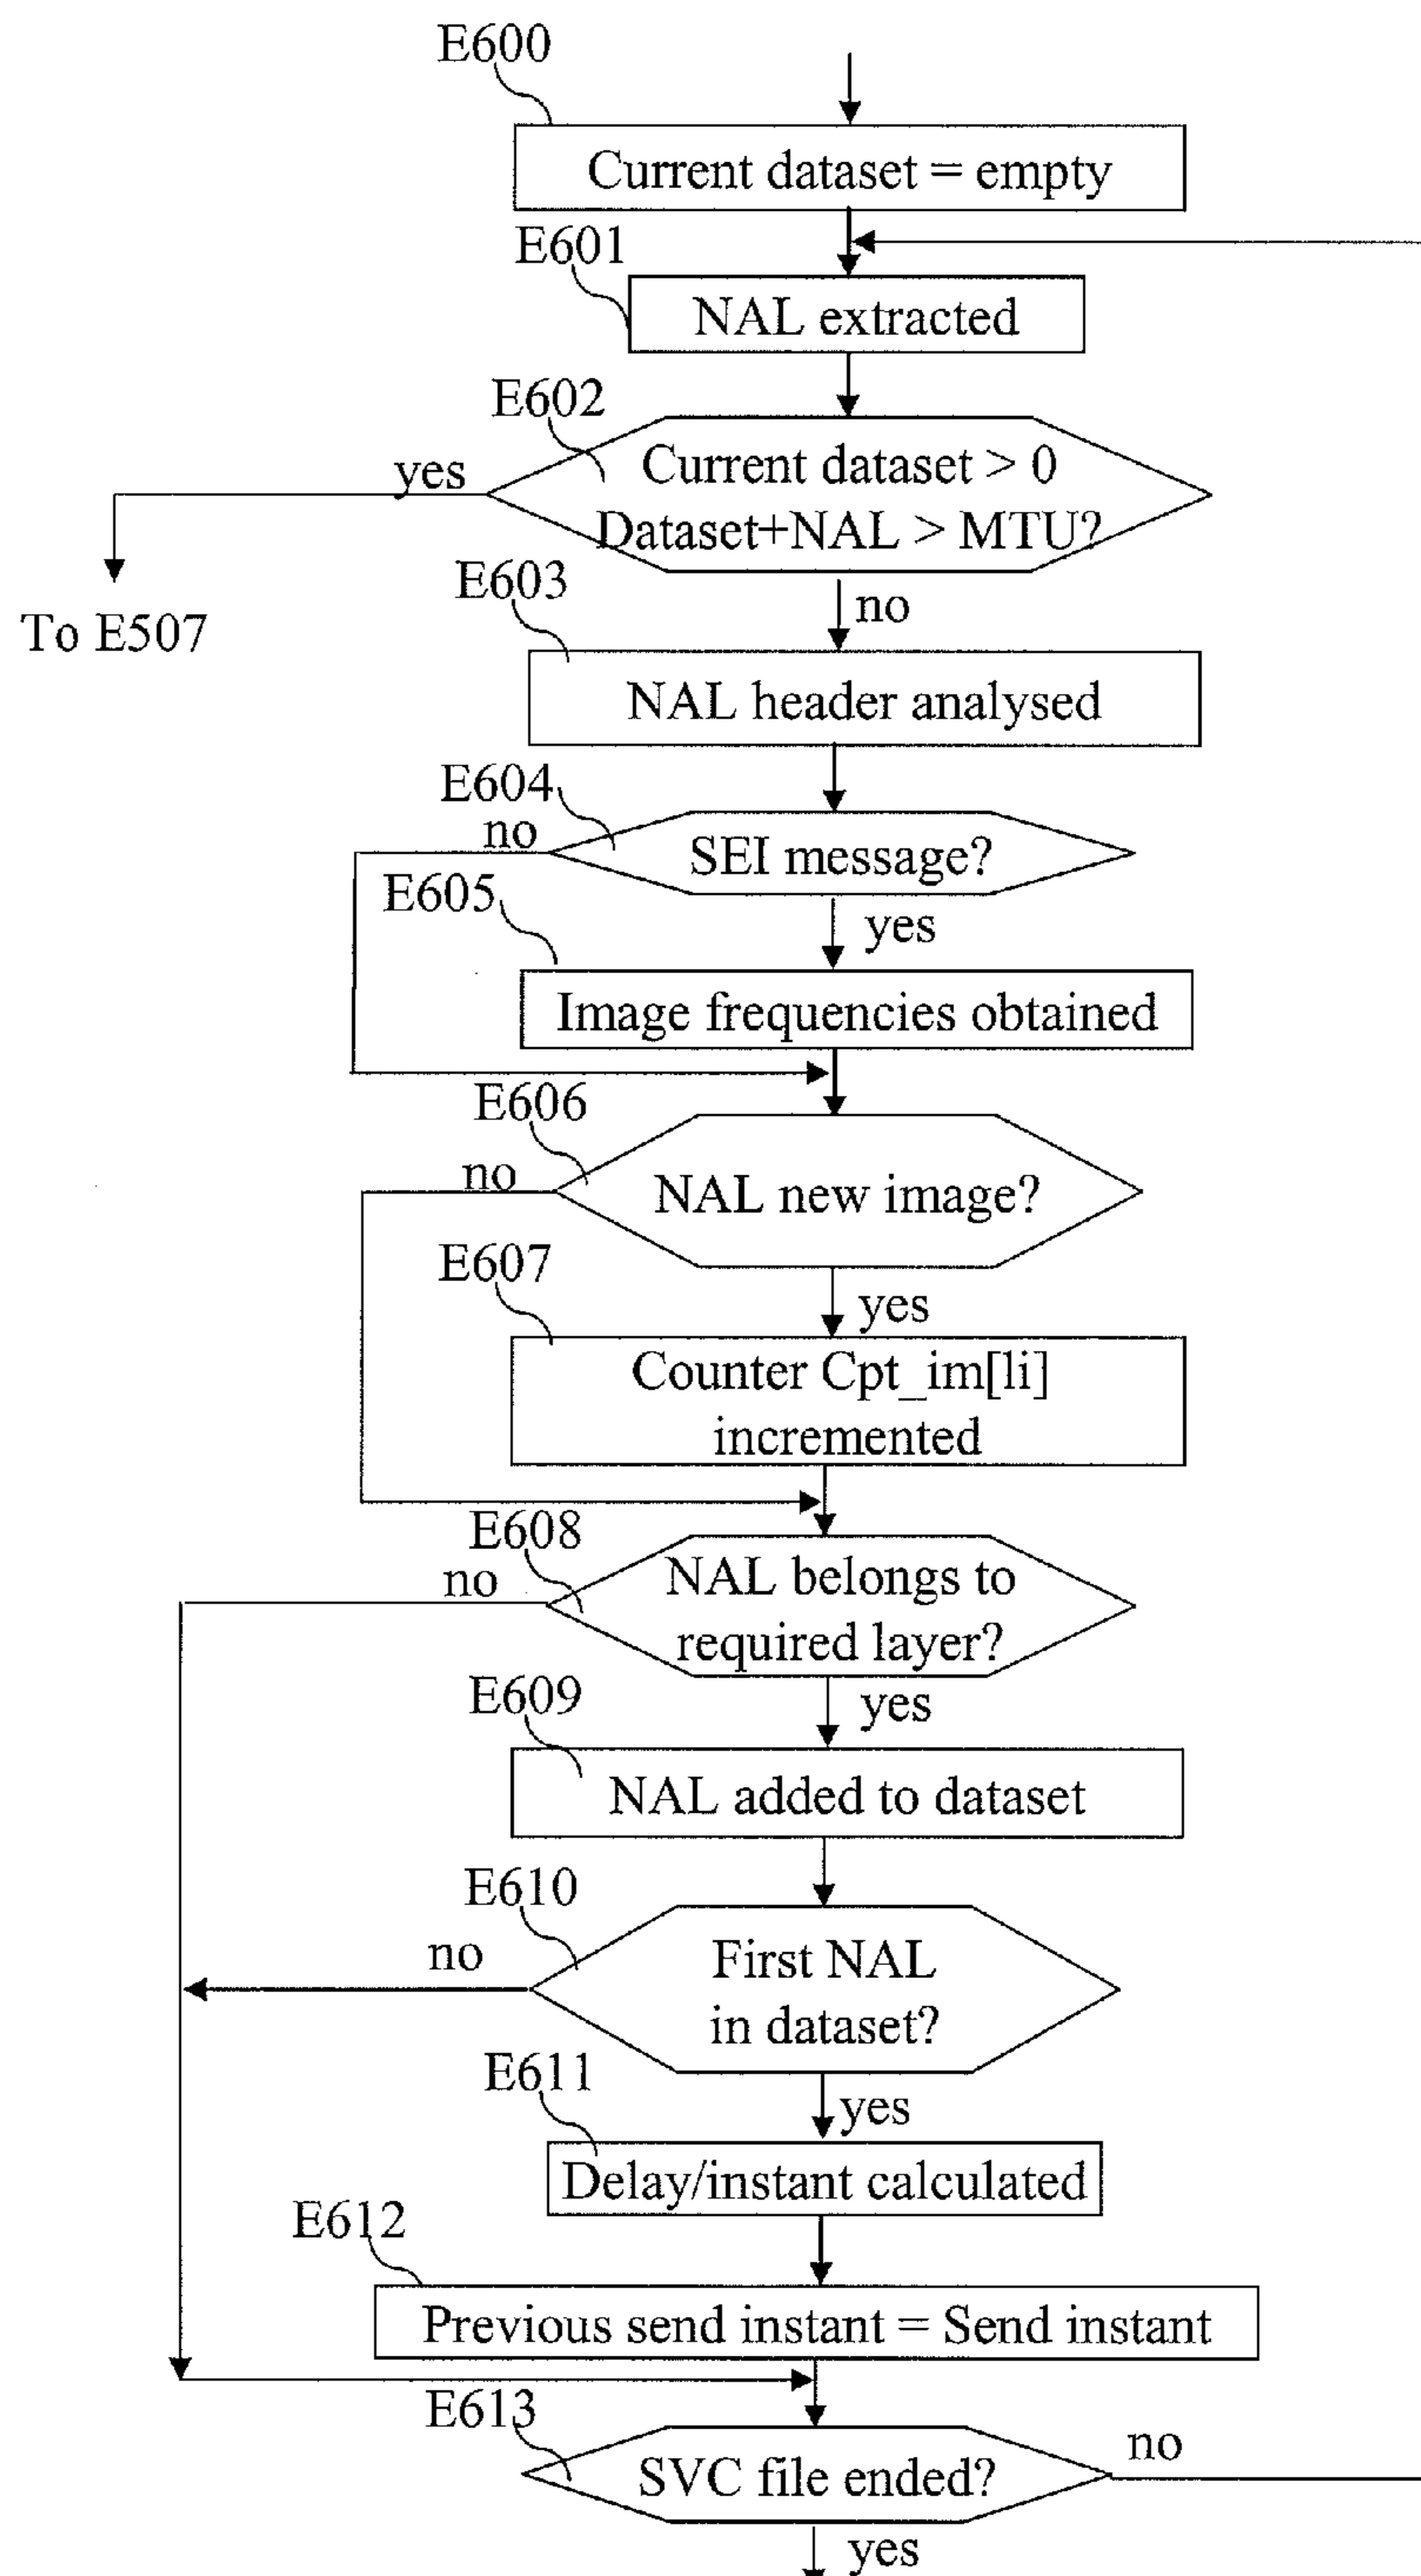 E600
Current dataset = empty
E601
NAL extracted
E602
yes
Current dataset > 0
Dataset+NAL > MTU?
To E507
E603
no
NAL header analysed
E604
no
SEI message?
E605
yes
Image frequencies obtained
E606
no
NAL new image?
E607
yes
Counter Cpt_im[li]
incremented
E608
no
NAL belongs to
required layer?
E609
yes
NAL added to dataset
E610
no
First NAL
in dataset?
E611
yes
Delay/instant calculated
E612
Previous send instant = Send instant
E613
SVC file ended?
no
yes